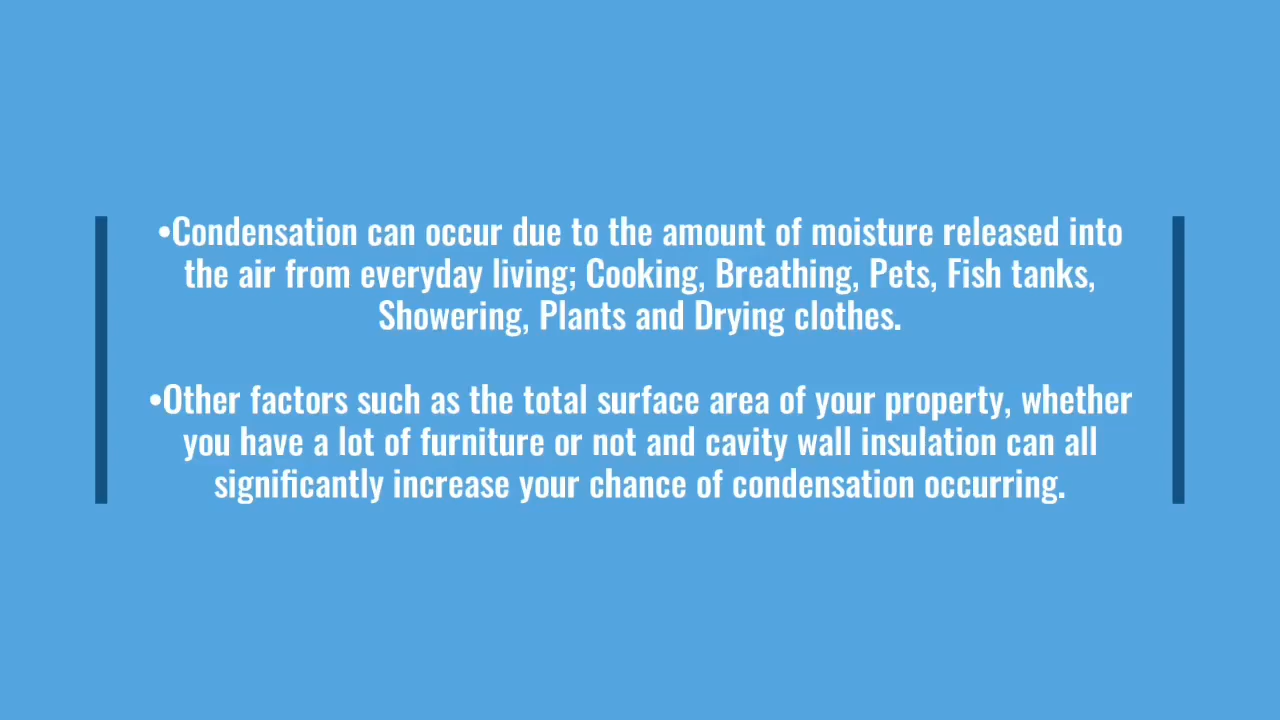 •Condensation can occur due to the amount of moisture released into
the air from everyday living; Cooking, Breathing, Pets, Fish tanks,
Showering, Plants and Drying clothes.
•Other factors such as the total surface area of your property, whether
you have a lot of furniture or not and cavity wall insulation can all
significantly increase your chance of condensation occurring.